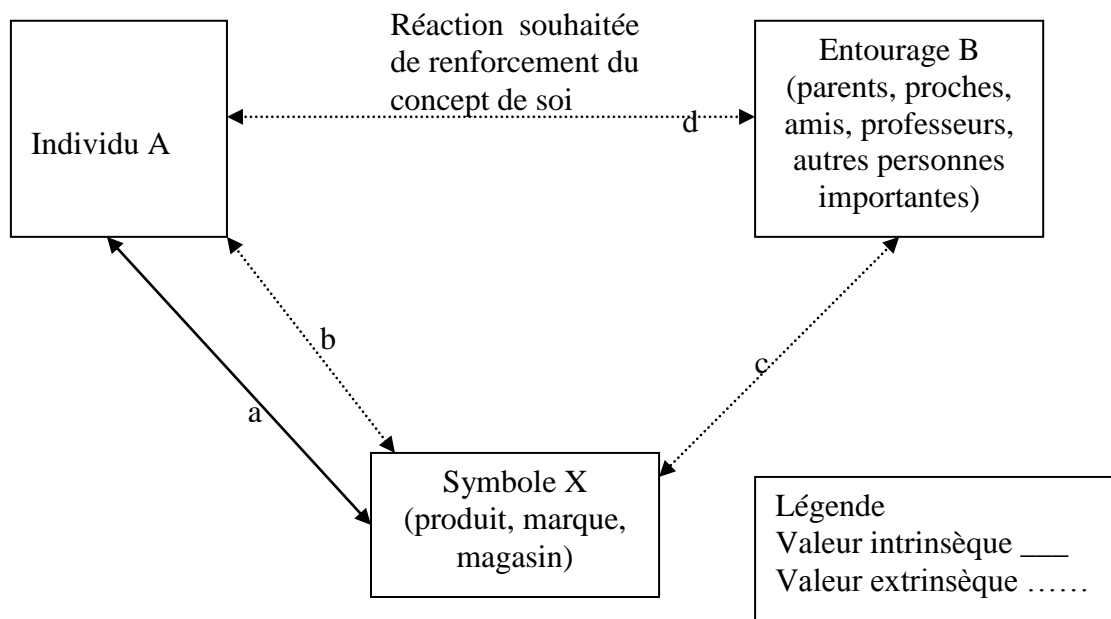 Réaction souhaitée
de renforcement du
concept de soi
Individu A
d
Entourage B
(parents, proches,
amis, professeurs,
autres personnes
importantes)
b
c
a
Symbole X
(produit, marque,
magasin)
Légende
Valeur intrinsèque ___
Valeur extrinsèque ……